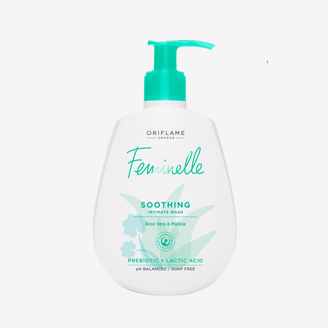 ORIFLAME
SWEDEN
Feminelle
SOOTHING
INTIMATE WASH
Aloe Vera & Mallow
PREBIOTIC + LACTIC ACID
pH BALANCED / SOAP FREE